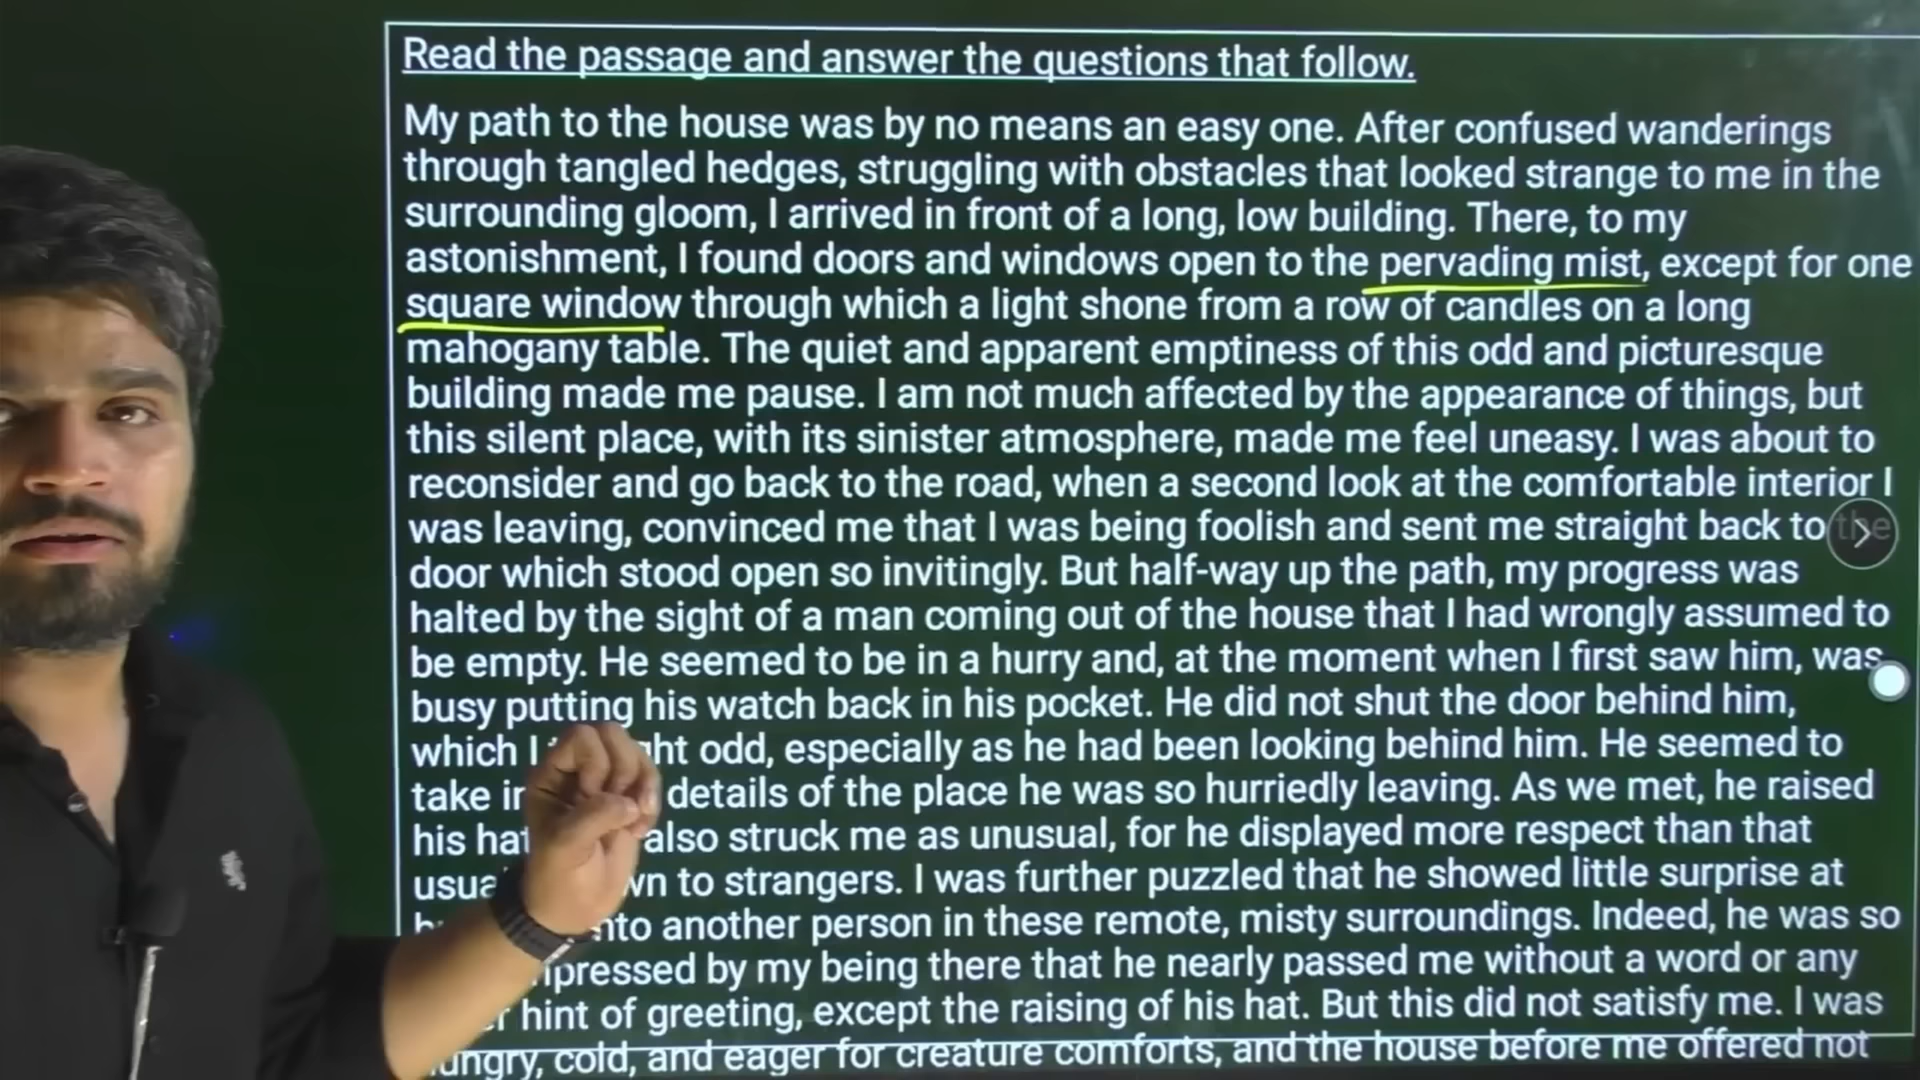 Read the passage and answer the questions that follow.
My path to the house was by no means an easy one. After confused wanderings
through tangled hedges, struggling with obstacles that looked strange to me in the
surrounding gloom, I arrived in front of a long, low building. There, to my
astonishment, I found doors and windows open to the pervading mist, except for one
square window through which a light shone from a row of candles on a long
mahogany table. The quiet and apparent emptiness of this odd and picturesque
building made me pause. I am not much affected by the appearance of things, but
this silent place, with its sinister atmosphere, made me feel uneasy. I was about to
reconsider and go back to the road, when a second look at the comfortable interior I
was leaving, convinced me that I was being foolish and sent me straight back to the
door which stood open so invitingly. But half-way up the path, my progress was
halted by the sight of a man coming out of the house that I had wrongly assumed to
be empty. He seemed to be in a hurry and, at the moment when I first saw him, was
busy putting his watch back in his pocket. He did not shut the door behind him,
which I odd, especially as he had been looking behind him. He seemed to
take details of the place he was so hurriedly leaving. As we met, he raised
his hat also struck me as unusual, for he displayed more respect than that
to strangers. I was further puzzled that he showed little surprise at
another person in these remote, misty surroundings. Indeed, he was so
by my being there that he nearly passed me without a word or any
hint of greeting, except the raising of his hat. But this did not satisfy me. I was
cold, and eager for creature comforts, and the house before me offered not